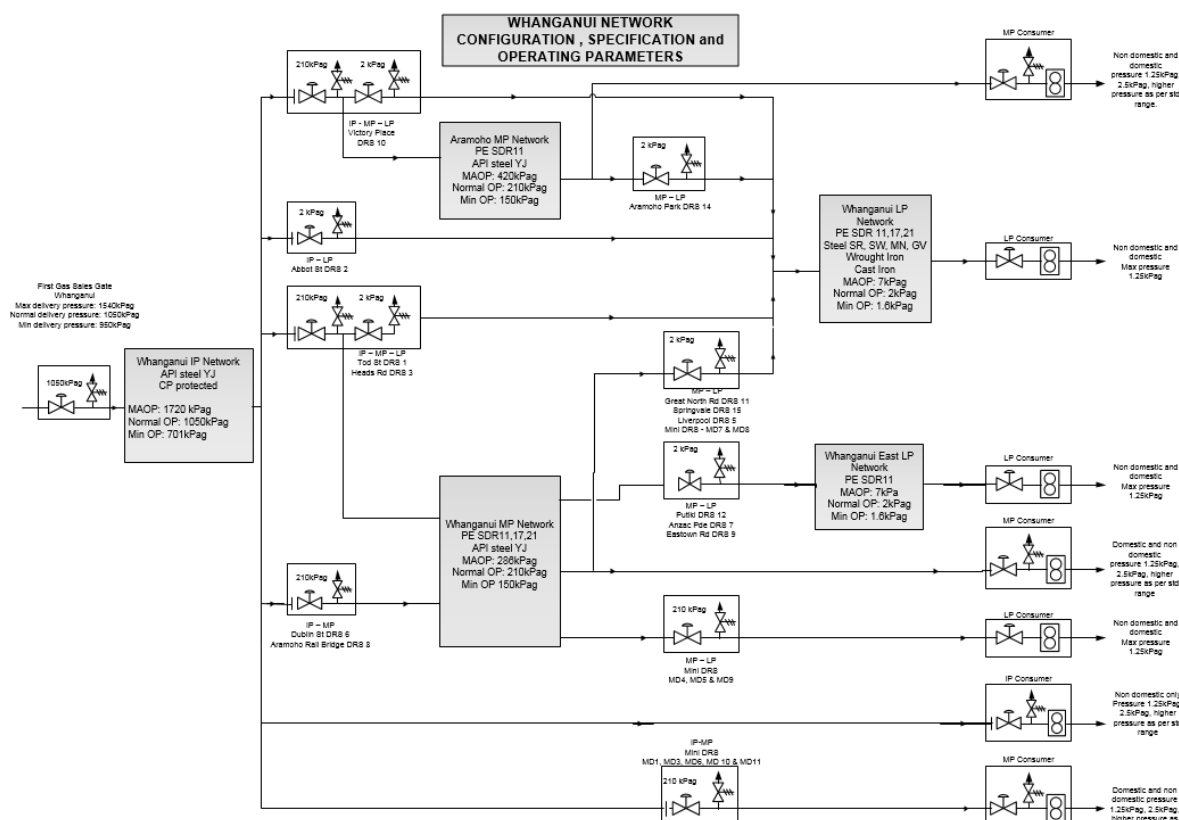 WHANGANUI NETWORK
CONFIGURATION , SPECIFICATION and
OPERATING PARAMETERS
MP Consumer
Non domestic and
domestic
pressure 1.25kPag,
2.5kPag, higher
pressure as per std
range.
210kPag
2 kPag
IP - MP – LP
Victory Place
DRS 10
Aramoho MP Network
PE SDR11
API steel YJ
MAOP: 420kPag
Normal OP: 210kPag
Min OP: 150kPag
2 kPag
MP – LP
Aramoho Park DRS 14
2 kPag
IP – LP
Abbot St DRS 2
Whanganui LP
Network
PE SDR 11,17,21
Steel SR, SW, MN, GV
Wrought Iron
Cast Iron
MAOP: 7kPag
Normal OP: 2kPag
Min OP: 1.6kPag
LP Consumer
Non domestic and
domestic
Max pressure
1.25kPag
First Gas Sales Gate
Whanganui
Max delivery pressure: 1540kPag
Normal delivery pressure: 1050kPag
Min delivery pressure: 950kPag
210kPag
2 kPag
IP – MP – LP
Tod St DRS 1
Heads Rd DRS 3
1050kPag
Whanganui IP Network
API steel YJ
CP protected
MAOP: 1720 kPag
Normal OP: 1050kPag
Min OP: 701kPag
2 kPag
MP – LP
Great North Rd DRS 11
Springvale DRS 15
Liverpool DRS 5
Mini DRS - MD7 & MD8
2 kPag
MP – LP
Putiki DRS 12
Anzac Pde DRS 7
Eastown Rd DRS 9
Whanganui East LP
Network
PE SDR11
MAOP: 7kPa
Normal OP: 2kPag
Min OP: 1.6kPag
LP Consumer
Non domestic and
domestic
Max pressure
1.25kPag
Whanganui MP Network
PE SDR11,17,21
API steel YJ
MAOP: 286kPag
Normal OP: 210kPag
Min OP 150kPag
MP Consumer
Domestic and non
domestic
pressure 1.25kPag,
2.5kPag, higher
pressure as per std
range
210kPag
IP – MP
Dublin St DRS 6
Aramoho Rail Bridge DRS 8
210 kPag
MP – LP
Mini DRS
MD4, MD5 & MD9
LP Consumer
Non domestic and
domestic
Max pressure
1.25kPag
IP Consumer
Non domestic only
Pressure 1.25kPag,
2.5kPag, higher
pressure as per std
range
IP-MP
Mini DRS
MD1, MD3, MD6, MD 10 & MD11
210 kPag
MP Consumer
Domestic and non
domestic pressure
1.25kPag, 2.5kPag,
higher pressure as